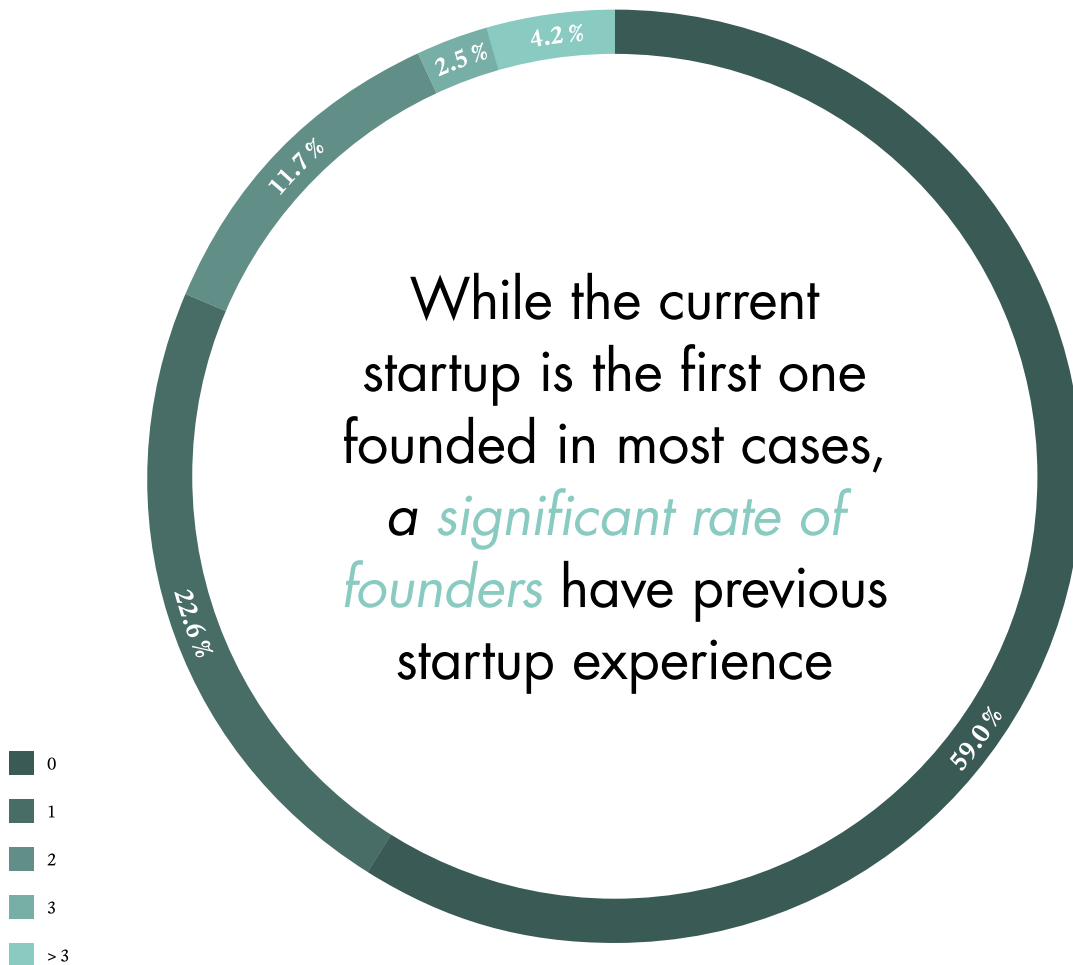 4.2 %
2.5 %
11.7 %
While the current
startup is the first one
founded in most cases,
a significant rate of
founders have previous
startup experience
22.6 %
59.0 %
0
1
2
3
> 3